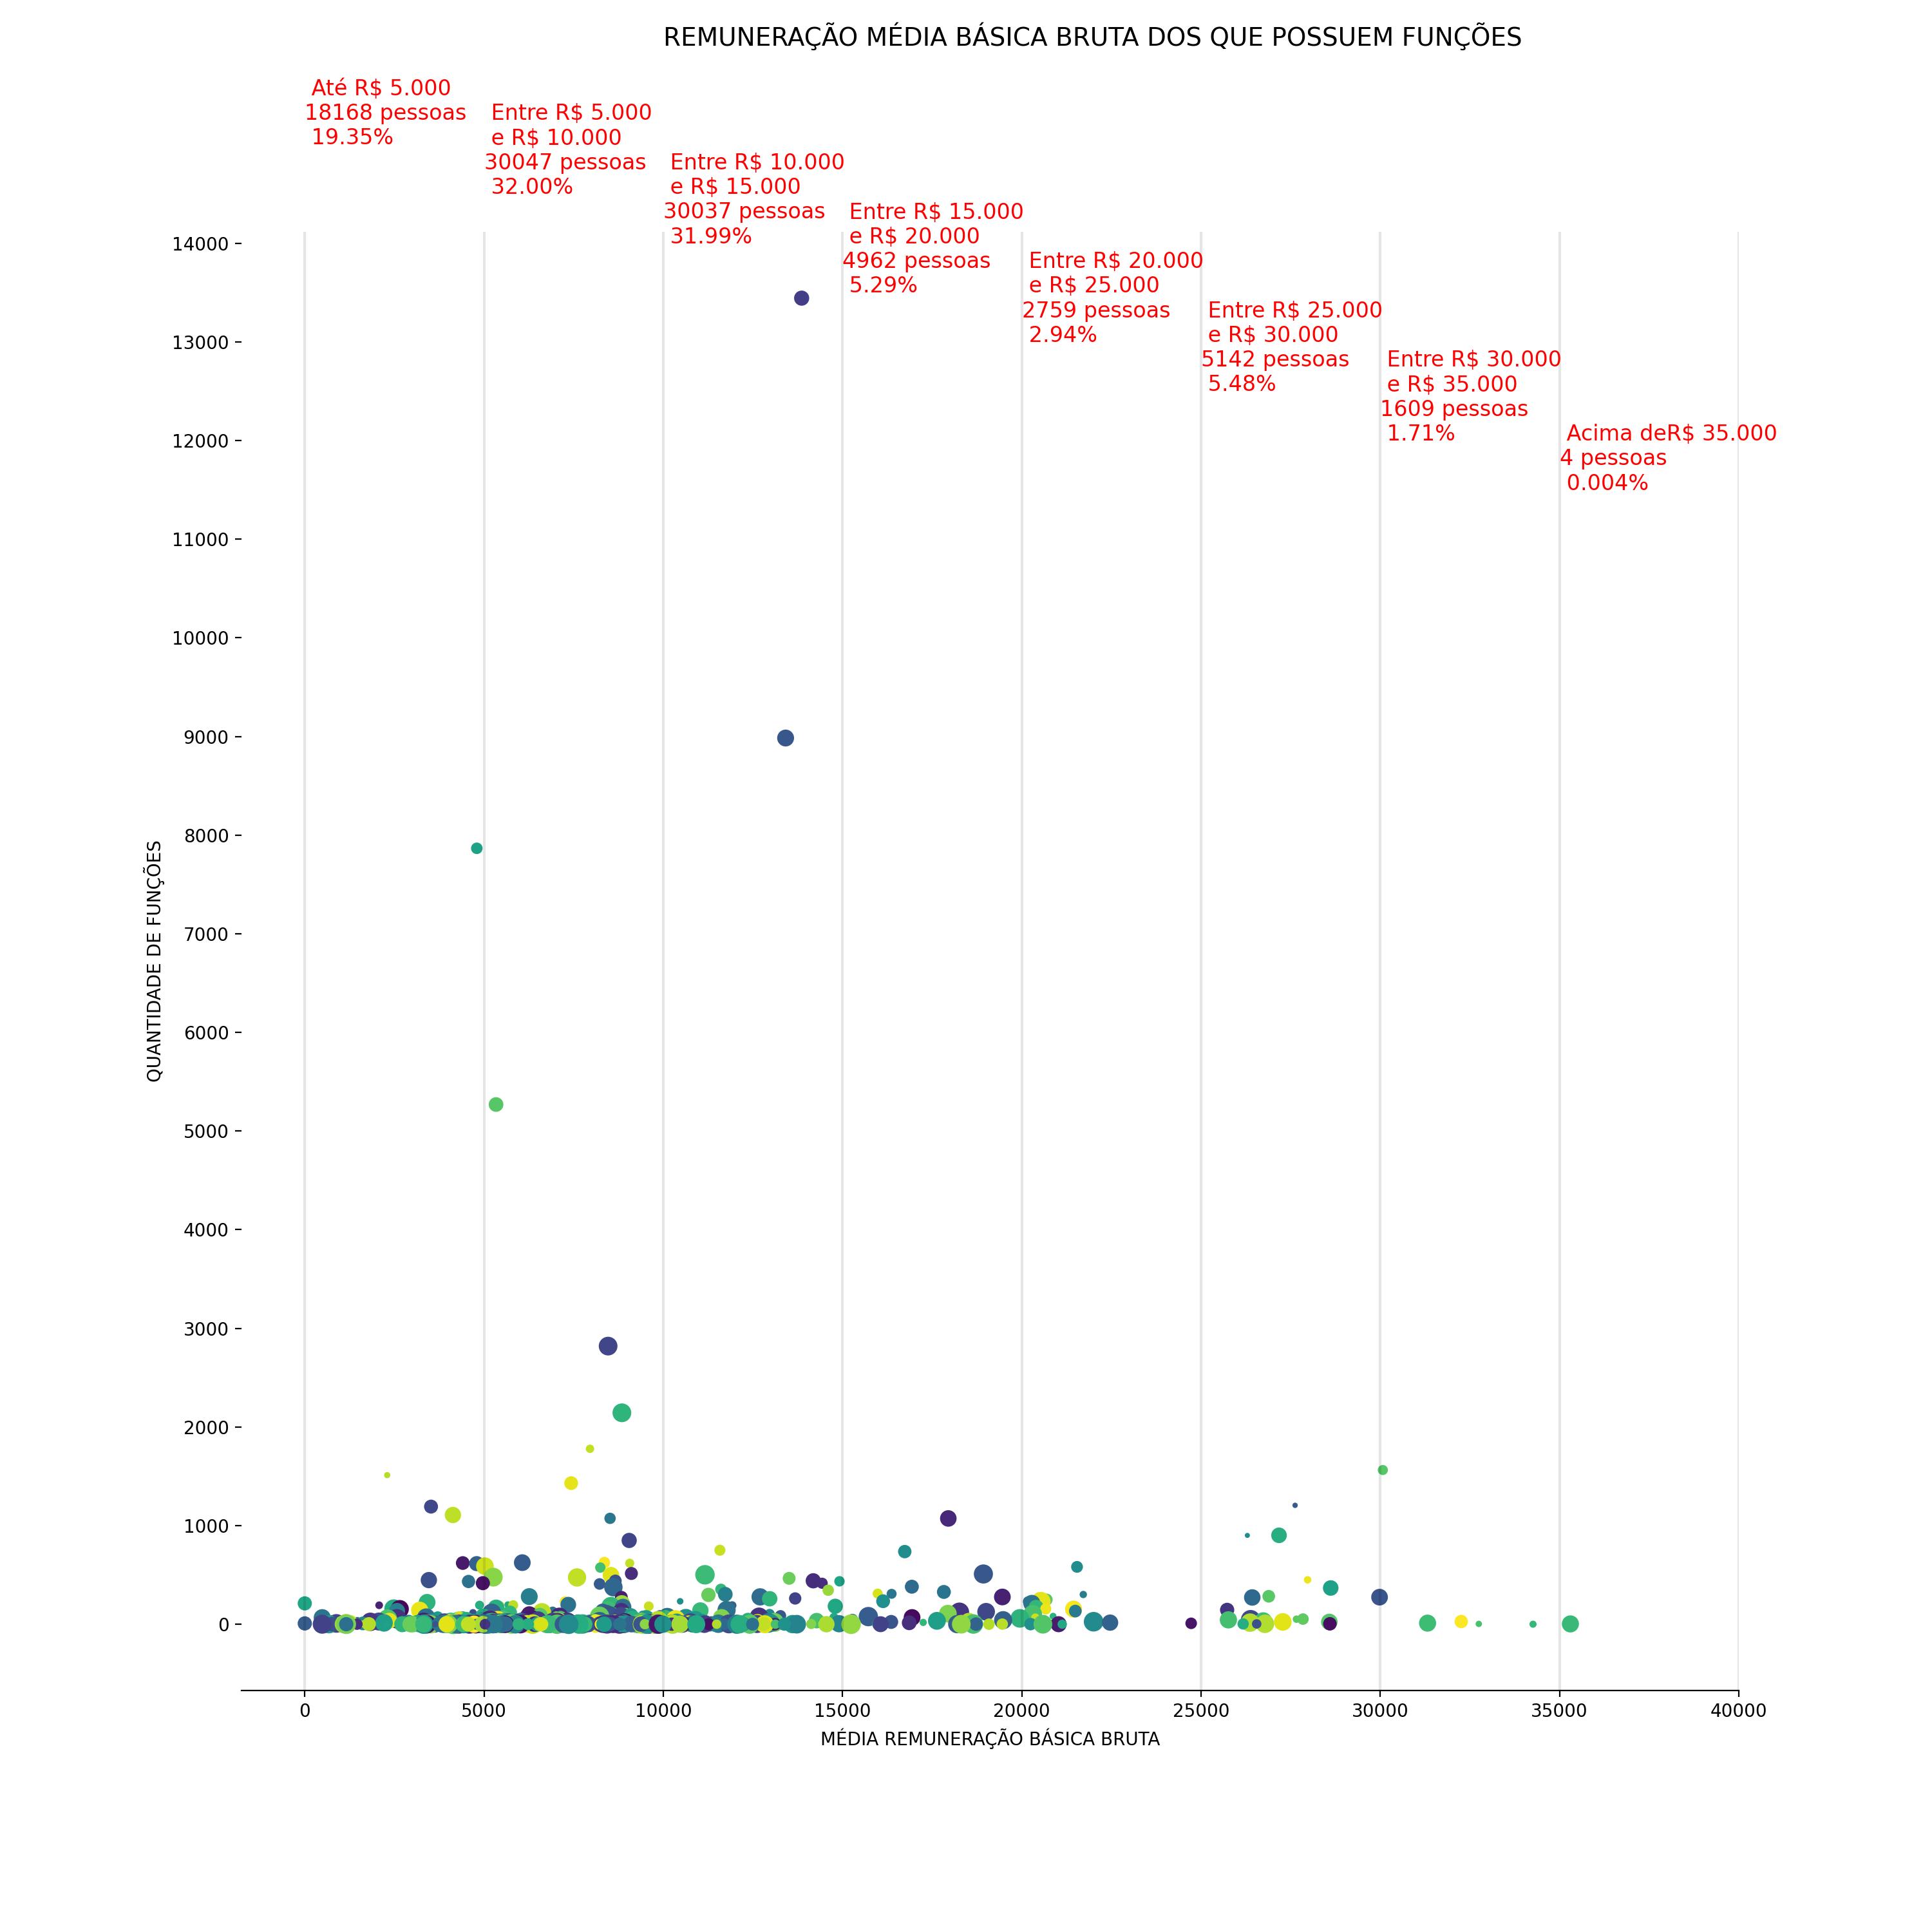 REMUNERAÇÃO MÉDIA BÁSICA BRUTA DOS QUE POSSUEM FUNÇÕES
Até R$ 5.000
18168 pessoas
19.35%
Entre R$ 5.000
e R$ 10.000
30047 pessoas
32.00%
Entre R$ 10.000
e R$ 15.000
30037 pessoas
31.99%
Entre R$ 15.000
e R$ 20.000
4962 pessoas
5.29%
Entre R$ 20.000
e R$ 25.000
2759 pessoas
2.94%
Entre R$ 25.000
e R$ 30.000
5142 pessoas
5.48%
Entre R$ 30.000
e R$ 35.000
1609 pessoas
1.71%
Acima deR$ 35.000
4 pessoas
0.004%
QUANTIDADE DE FUNÇÕES
14000
13000
12000
11000
10000
9000
8000
7000
6000
5000
4000
3000
2000
1000
0
0 5000 10000 15000 20000 25000 30000 35000 40000
MÉDIA REMUNERAÇÃO BÁSICA BRUTA